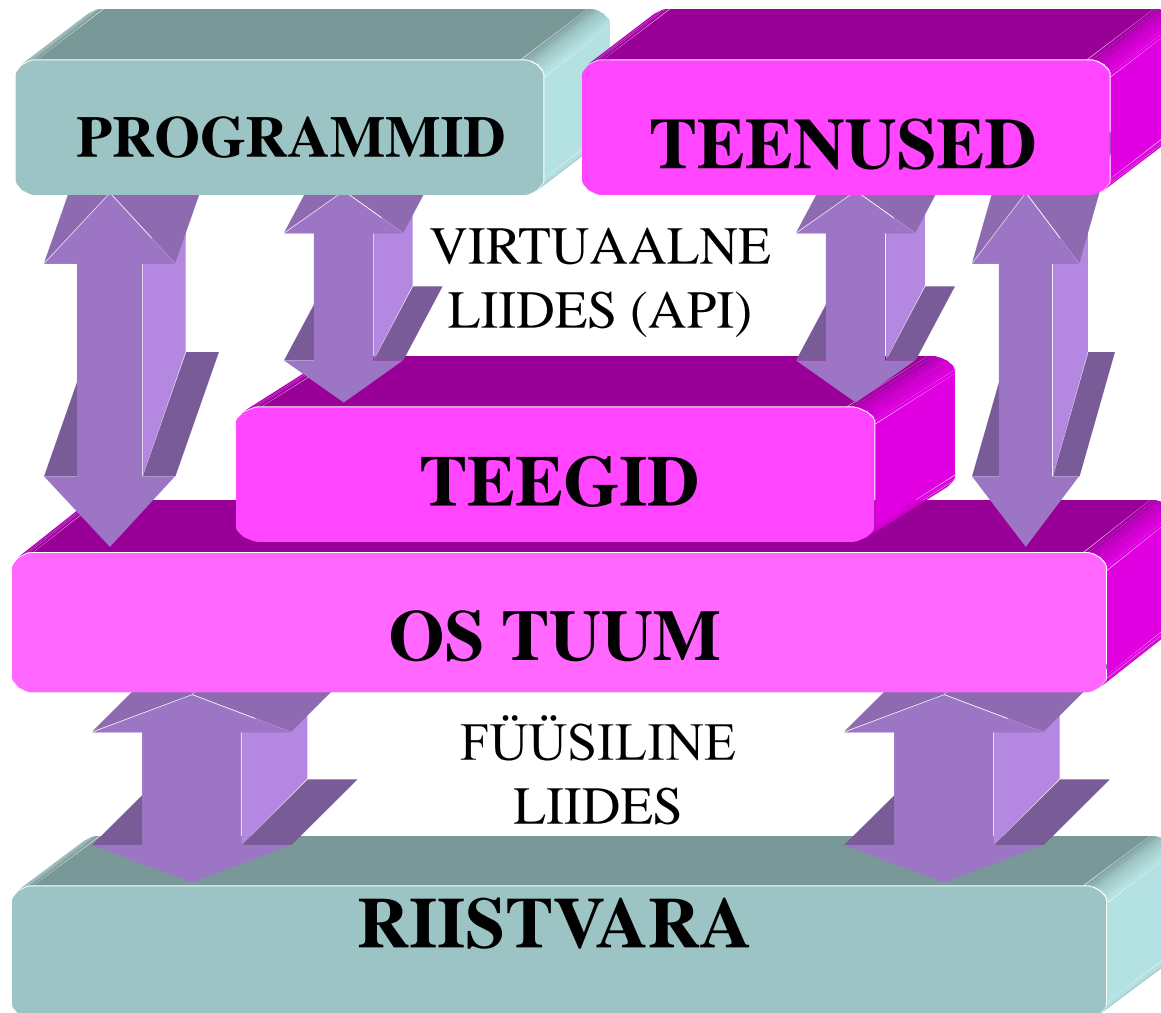 PROGRAMMID
TEENUSED
VIRTUAALNE
LIIDES (API)
TEEGID
OS TUUM
FÜÜSILINE
LIIDES
RIISTVARA